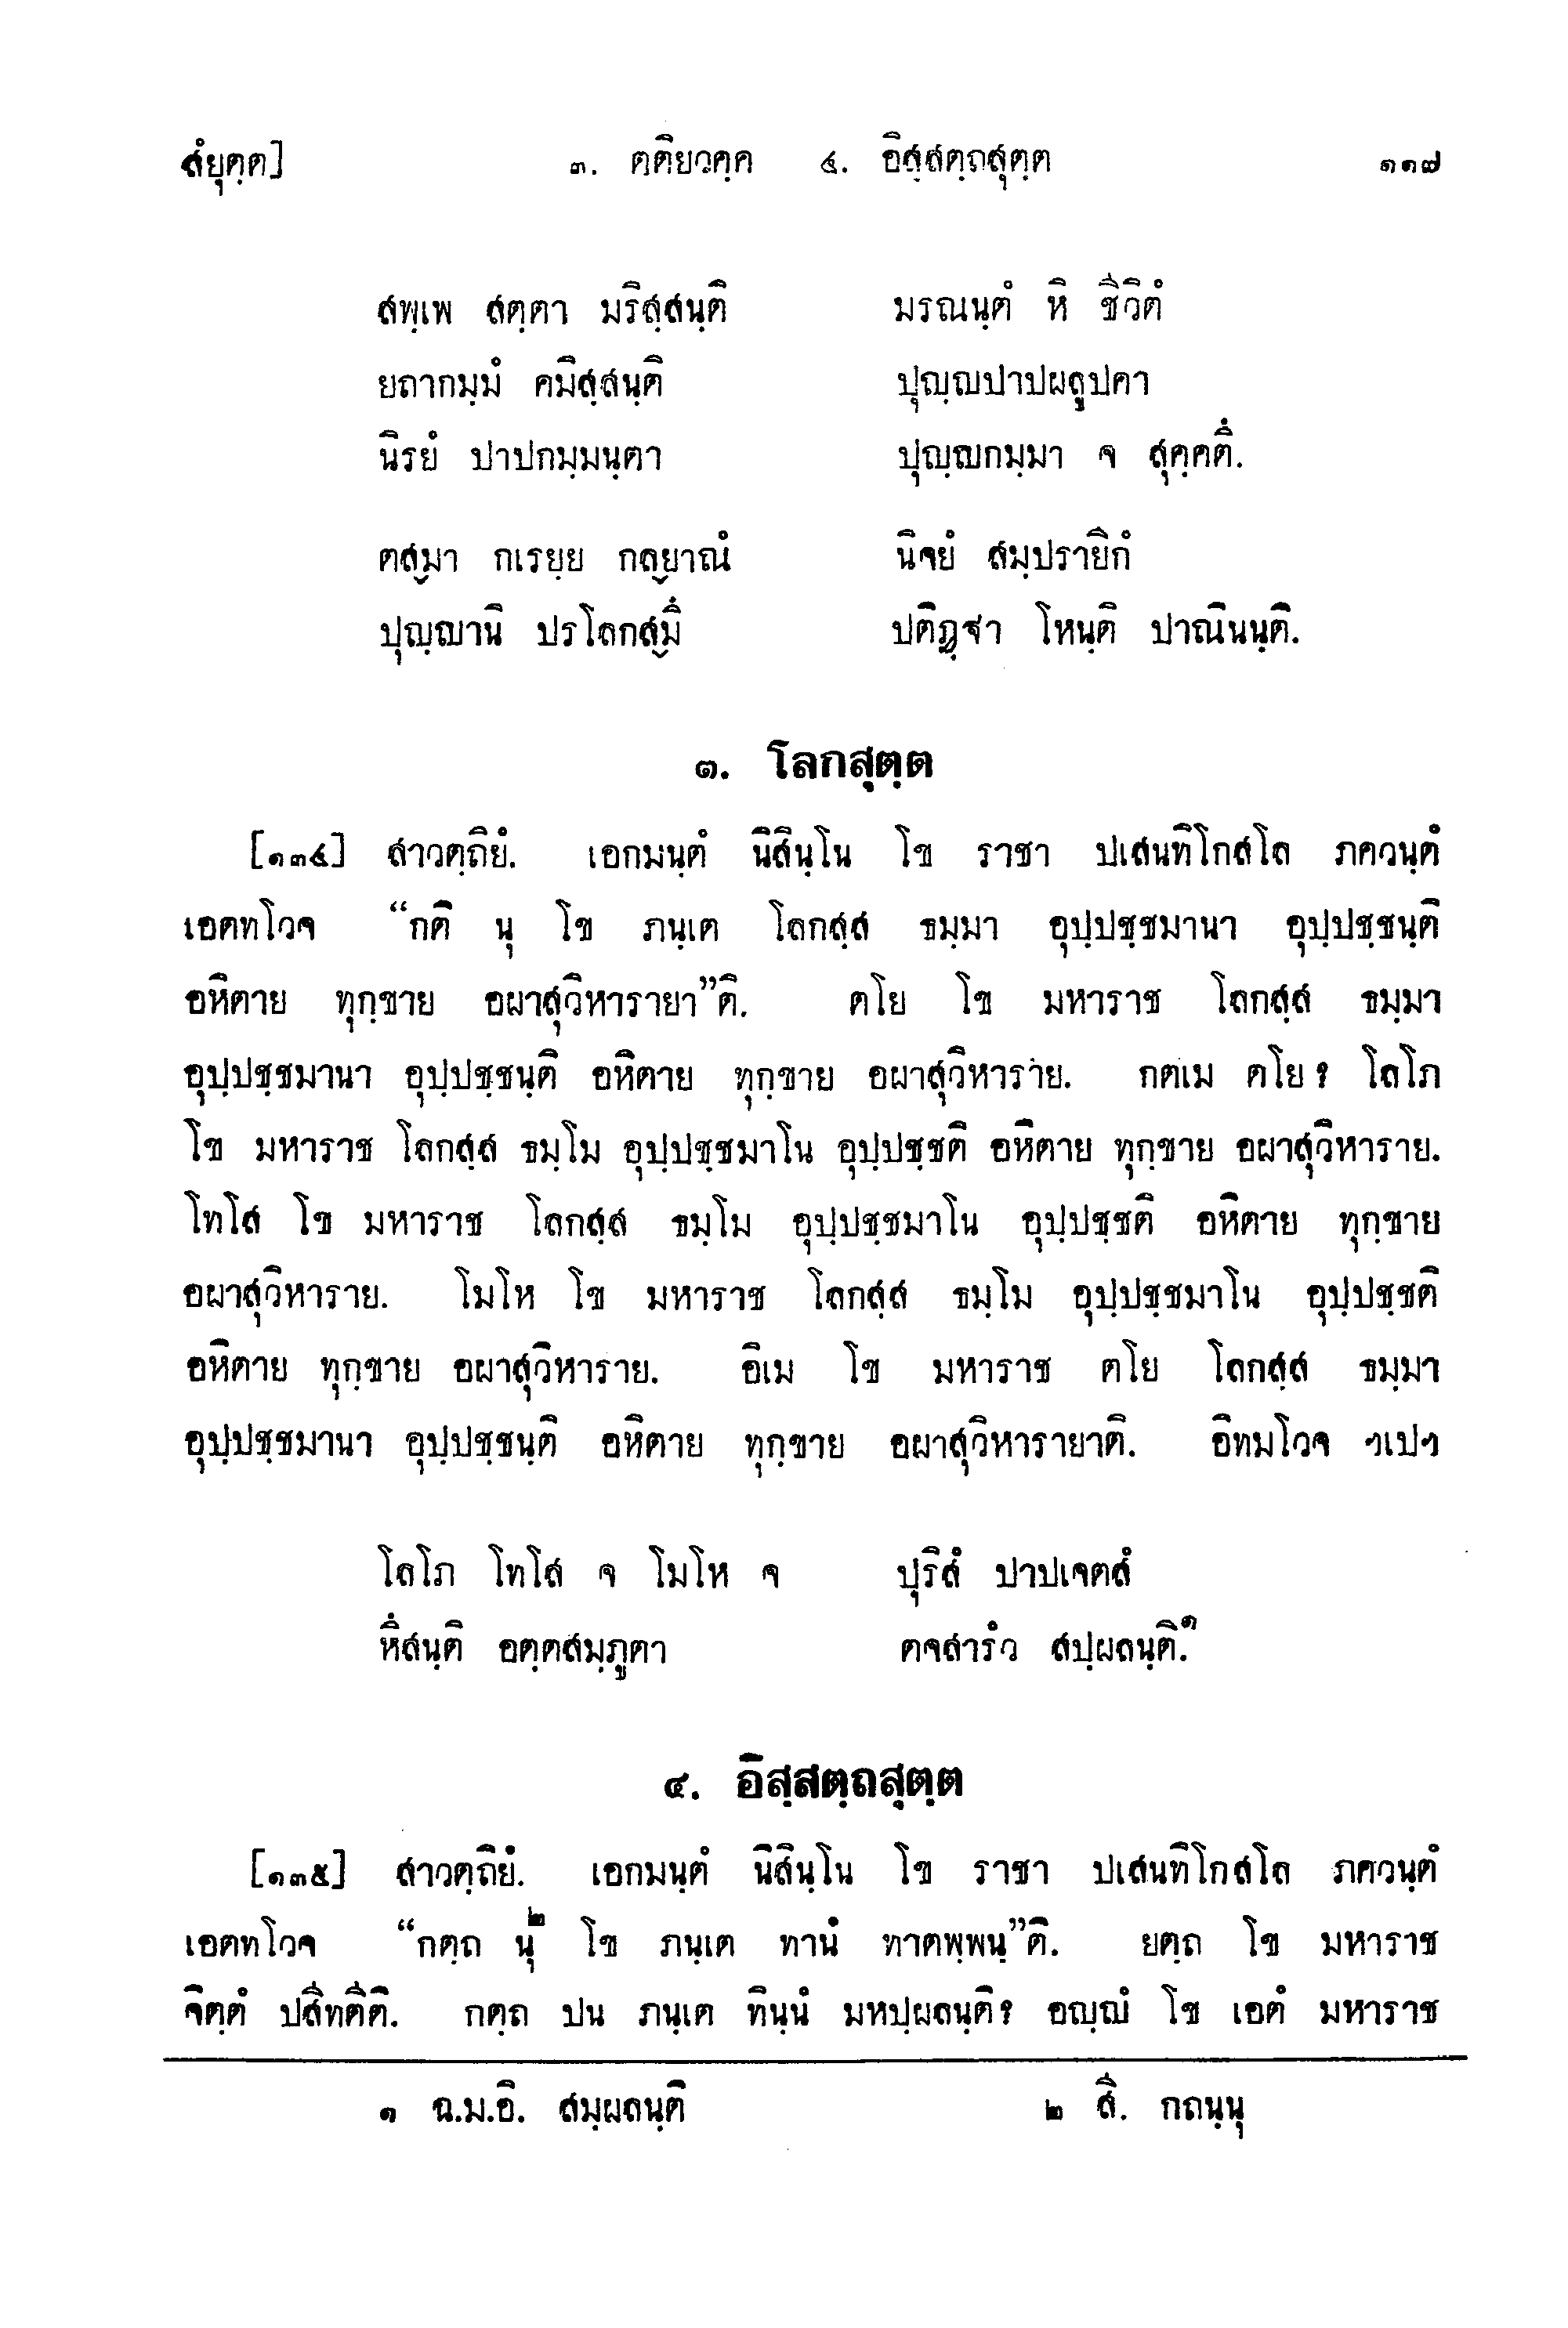 สํยุตฺต] ๓. ตติยวคฺค ๔. อิสฺสตฺถสุตฺต ๑๑๗
สพฺเพ สตฺตา มริสฺสนฺติ มรณนฺตํ หิ ชีวิตํ
ยถากมฺมํ คมิสฺสนฺติ ปุญฺญปาปผลูปคา
นิรยํ ปาปกมฺมนฺตา ปุญฺญกมฺมา จ สุคฺคตึ.
ตสฺมา กเรยฺย กลฺยาณํ นิจยํ สมฺปรายิกํ
ปุญฺญานิ ปรโลกสฺมึ ปติฏฺฐา โหนฺติ ปาณินนฺติ.
๓. โลกสุตฺต
[๑๓๔] สาวตฺถิยํ. เอกมนฺตํ นิสินฺโน โข ราชา ปเสนทิโกสโล ภควนฺตํ
เอตทโวจ “กติ นุ โข ภนฺเต โลกสฺส ธมฺมา อุปฺปชฺชมานา อุปฺปชฺชนฺติ
อหิตาย ทุกฺขาย อผาสุวิหารายา”ติ. ตโย โข มหาราช โลกสฺส ธมฺมา
อุปฺปชฺชมานา อุปฺปชฺชนฺติ อหิตาย ทุกฺขาย อผาสุวิหาราย. กตเม ตโย? โลโภ
โข มหาราช โลกสฺส ธมฺโม อุปฺปชฺชมาโน อุปฺปชฺชติ อหิตาย ทุกฺขาย อผาสุวิหาราย.
โทโส โข มหาราช โลกสฺส ธมฺโม อุปฺปชฺชมาโน อุปฺปชฺชติ อหิตาย ทุกฺขาย
อผาสุวิหาราย. โมโห โข มหาราช โลกสฺส ธมฺโม อุปฺปชฺชมาโน อุปฺปชฺชติ
อหิตาย ทุกฺขาย อผาสุวิหาราย. อิเม โข มหาราช ตโย โลกสฺส ธมฺมา
อุปฺปชฺชมานา อุปฺปชฺชนฺติ อหิตาย ทุกฺขาย อผาสุวิหารายาติ. อิทมโวจ ฯเปฯ
โลโภ โทโส จ โมโห จ ปุริสํ ปาปเจตสํ
หึสนฺติ อตฺตสมฺภูตา ตจสารํว สปฺผลนฺติ.๑
๔. อิสฺสตฺถสุตฺต
[๑๓๕] สาวตฺถิยํ. เอกมนฺตํ นิสินฺโน โข ราชา ปเสนทิโกสโล ภควนฺตํ
เอตทโวจ “กตฺถ นุ๒ โข ภนฺเต ทานํ ทาตพฺพนฺ”ติ. ยตฺถ โข มหาราช
จิตฺตํ ปสีทตีติ. กตฺถ ปน ภนฺเต ทินฺนํ มหปฺผลนฺติ? อญฺญํ โข เอตํ มหาราช
๑ ฉ.ม.อิ. สมฺผลนฺติ ๒ สี. กถนฺนุ